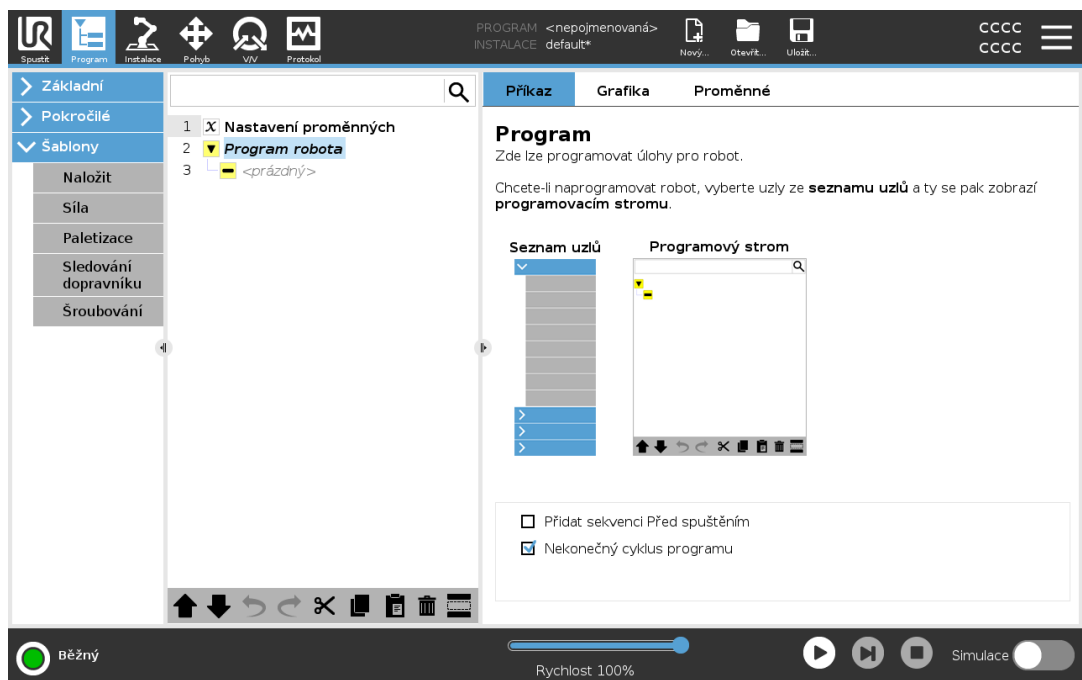 PROGRAM <nepojmenovaná>
INSTALACE default*
Spustit
Program
Instalace
Pohyb
V/V
Protokol
Nový...
Otevřít...
Uložit...
CCCC
CCCC
Základní
Pokročilé
Šablony
Naložit
Síla
Paletizace
Sledování
dopravníku
Šroubování
1 x Nastavení proměnných
2 Program robota
3 <prázdný>
Příkaz
Grafika
Proměnné
Program
Zde lze programovat úlohy pro robot.
Chcete-li naprogramovat robot, vyberte uzly ze seznamu uzlů a ty se pak zobrazí
programovacím stromu.
Seznam uzlů
Programový strom
Přidat sekvenci Před spuštěním
Nekonečný cyklus programu
Běžný
Rychlost 100%
Simulace